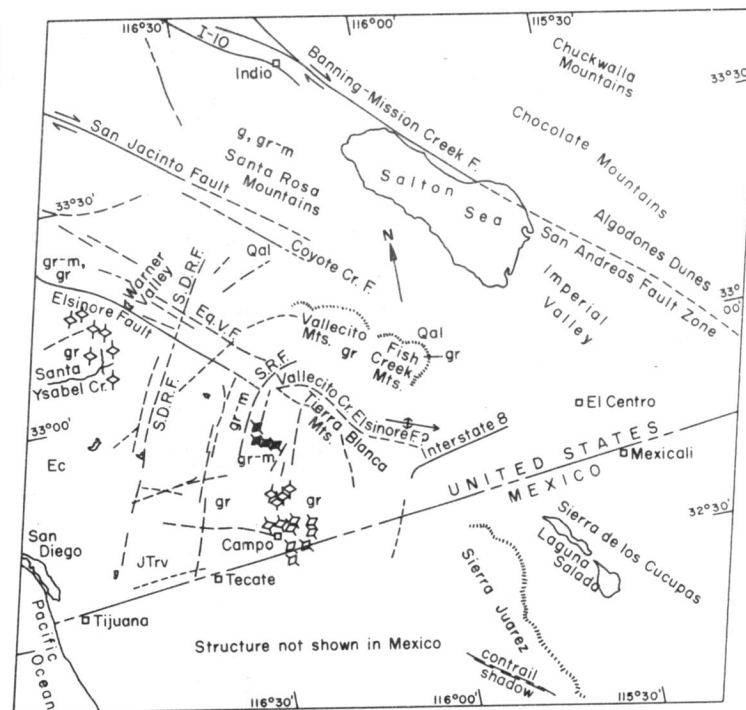 116°30'
116°00'
115°30'
I-10
Indio
Banning-Mission Creek F.
Chuckwalla
Mountains
33°30'
San Jacinto Fault
g, gr-m
Santa Rosa
Mountains
Chocolate Mountains
Salton
Sea
33°30'
Algodones Dunes
San Andreas Fault Zone
Coyote Cr. F.
N
Qal
gr-m,
gr
Warner
Valley
S.D.R.F.
Imperial
Valley
33°
00'
Elsinore Fault
Eq.V.F.
Vallecito
Mts.
gr
Fish
Creek
Mts.
Qal
gr
gr
Santa
Ysabel Cr.
S.R.F.
Vallecito Cr.
Elsinore F?
El Centro
S.D.R.F.
gr-m
Tierra Blanca
Mts.
Interstate 8
33°00'
Ec
gr-m
UNITED STATES
MEXICO
Mexicali
gr
gr
32°30'
San
Diego
Campo
Sierra de los Cucupas
Laguna
Salada
JTrv
Tecate
Sierra Juarez
Tijuana
Pacific
Ocean
Structure not shown in Mexico
contrail
shadow
116°30'
116°00'
115°30'